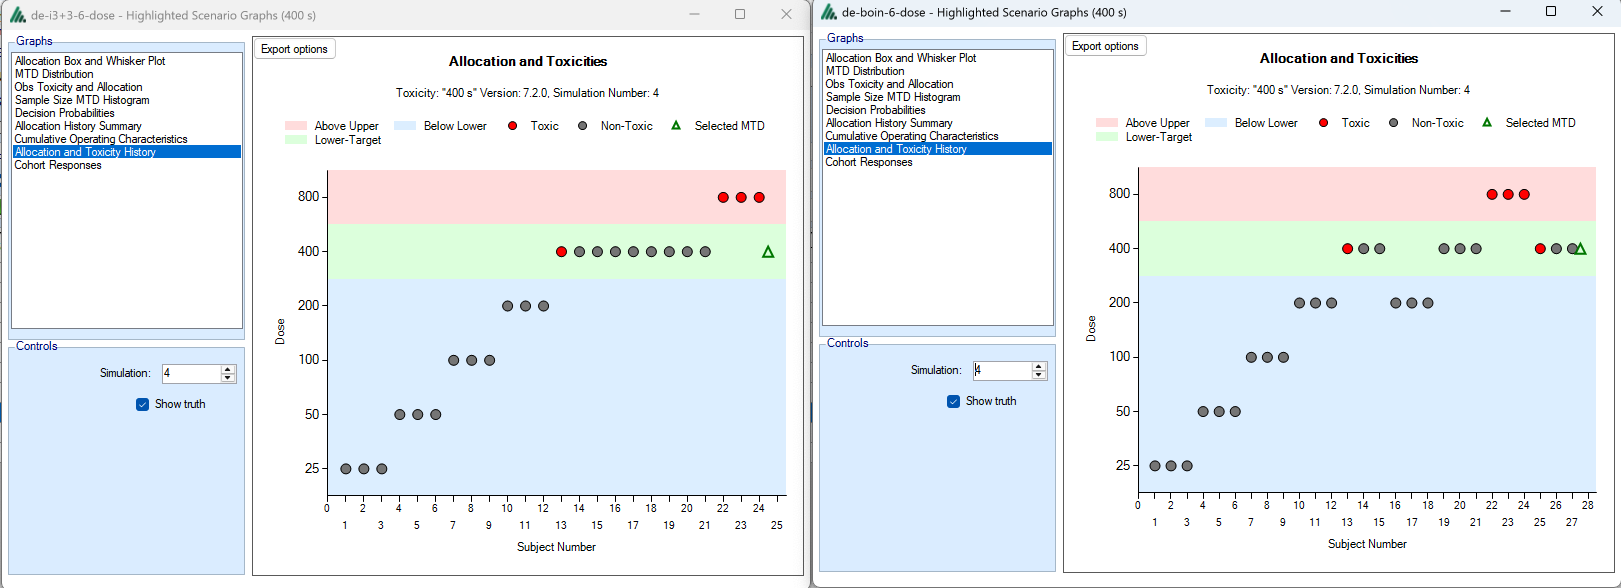 de-i3+3-6-dose - Highlighted Scenario Graphs (400 s)
Graphs
Allocation Box and Whisker Plot
MTD Distribution
Obs Toxicity and Allocation
Sample Size MTD Histogram
Decision Probabilities
Allocation History Summary
Cumulative Operating Characteristics
Allocation and Toxicity History
Cohort Responses
Controls
Simulation: 4
Show truth
Export options
Allocation and Toxicities
Toxicity: "400 s" Version: 7.2.0, Simulation Number: 4
Above Upper Below Lower Toxic Non-Toxic Selected MTD
Lower-Target
800
400
200
100
50
25
Dose
0 2 4 6 8 10 12 14 16 18 20 22 24
1 3 5 7 9 11 13 15 17 19 21 23 25
Subject Number
de-boin-6-dose - Highlighted Scenario Graphs (400 s)
Graphs
Allocation Box and Whisker Plot
MTD Distribution
Obs Toxicity and Allocation
Sample Size MTD Histogram
Decision Probabilities
Allocation History Summary
Cumulative Operating Characteristics
Allocation and Toxicity History
Cohort Responses
Controls
Simulation: 4
Show truth
Export options
Allocation and Toxicities
Toxicity: "400 s" Version: 7.2.0, Simulation Number: 4
Above Upper Below Lower Toxic Non-Toxic Selected MTD
Lower-Target
800
400
200
100
50
25
Dose
0 2 4 6 8 10 12 14 16 18 20 22 24 26 28
1 3 5 7 9 11 13 15 17 19 21 23 25 27
Subject Number